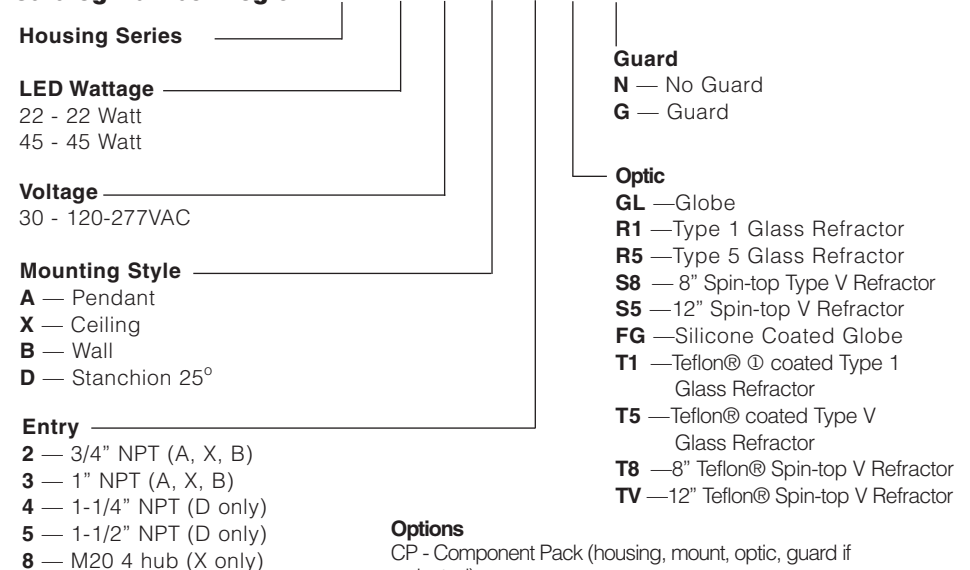 Housing Series
LED Wattage
22 - 22 Watt
45 - 45 Watt
Voltage
30 - 120-277VAC
Mounting Style
A — Pendant
X — Ceiling
B — Wall
D — Stanchion 25°
Entry
2 — 3/4” NPT (A, X, B)
3 — 1” NPT (A, X, B)
4 — 1-1/4” NPT (D only)
5 — 1-1/2” NPT (D only)
8 — M20 4 hub (X only)
Guard
N — No Guard
G — Guard
Optic
GL —Globe
R1 —Type 1 Glass Refractor
R5 —Type 5 Glass Refractor
S8 — 8” Spin-top Type V Refractor
S5 —12” Spin-top V Refractor
FG —Silicone Coated Globe
T1 —Teflon® ① coated Type 1
Glass Refractor
T5 —Teflon® coated Type V
Glass Refractor
T8 —8” Teflon® Spin-top V Refractor
TV —12” Teflon® Spin-top V Refractor
Options
CP - Component Pack (housing, mount, optic, guard if